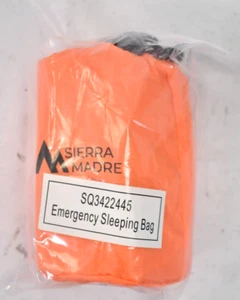 SIERRA
MADRE
SQ3422445
Emergency Sleeping Bag